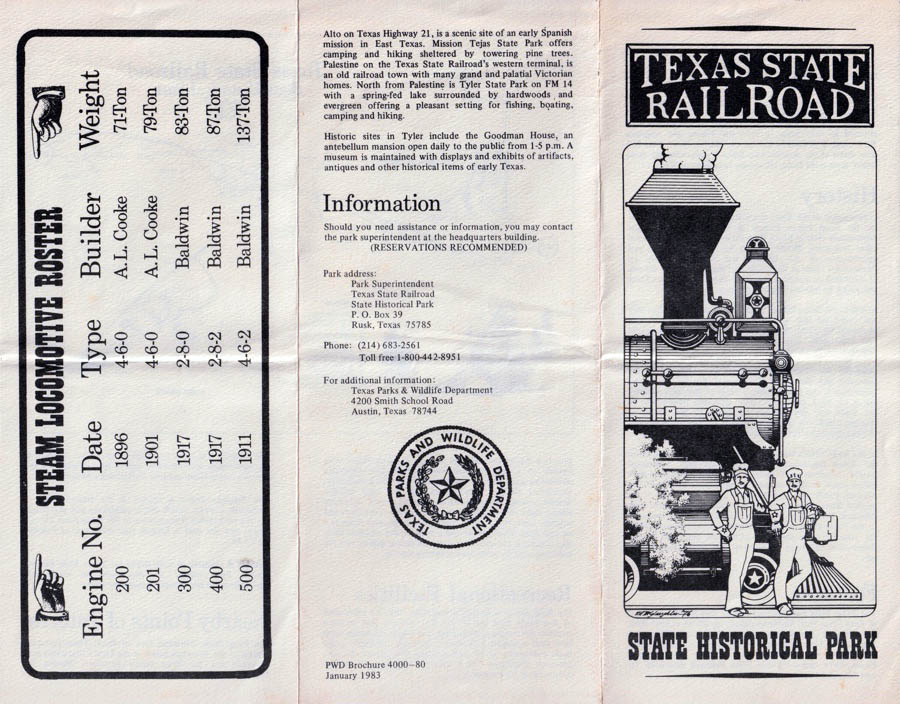 STEAM LOCOMOTIVE ROSTER
Engine No. Date Type Builder Weight
200 1896 4-6-0 A.L. Cooke 71-Ton
201 1901 4-6-0 A.L. Cooke 79-Ton
300 1917 2-8-0 Baldwin 83-Ton
400 1917 2-8-2 Baldwin 87-Ton
500 1911 4-6-2 Baldwin 137-Ton
Alto on Texas Highway 21, is a scenic site of an early Spanish
mission in East Texas. Mission Tejas State Park offers
camping and hiking sheltered by towering pine trees.
Palestine on the Texas State Railroad's western terminal, is
an old railroad town with many grand and palatial Victorian
homes. North from Palestine is Tyler State Park on FM 14
with a spring-fed lake surrounded by hardwoods and
evergreen offering a pleasant setting for fishing, boating,
camping and hiking.
Historic sites in Tyler include the Goodman House, an
antebellum mansion open daily to the public from 1-5 p.m. A
museum is maintained with displays and exhibits of artifacts,
antiques and other historical items of early Texas.
Information
Should you need assistance or information, you may contact
the park superintendent at the headquarters building.
(RESERVATIONS RECOMMENDED)
Park address:
Park Superintendent
Texas State Railroad
State Historical Park
P. O. Box 39
Rusk, Texas 75785
Phone: (214) 683-2561
Toll free 1-800-442-8951
For additional information:
Texas Parks & Wildlife Department
4200 Smith School Road
Austin, Texas 78744
TEXAS PARKS AND WILDLIFE DEPARTMENT
PWD Brochure 4000-80
January 1983
TEXAS STATE
RAILROAD
STATE HISTORICAL PARK